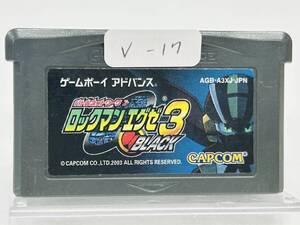 V-17
ゲームボーイ アドバンス
AGB-A3XJ-JPN
バトルネットワーク
ロックマン エグゼ3
BLACK
© CAPCOM CO., LTD. 2003 ALL RIGHTS RESERVED.
CAPCOM